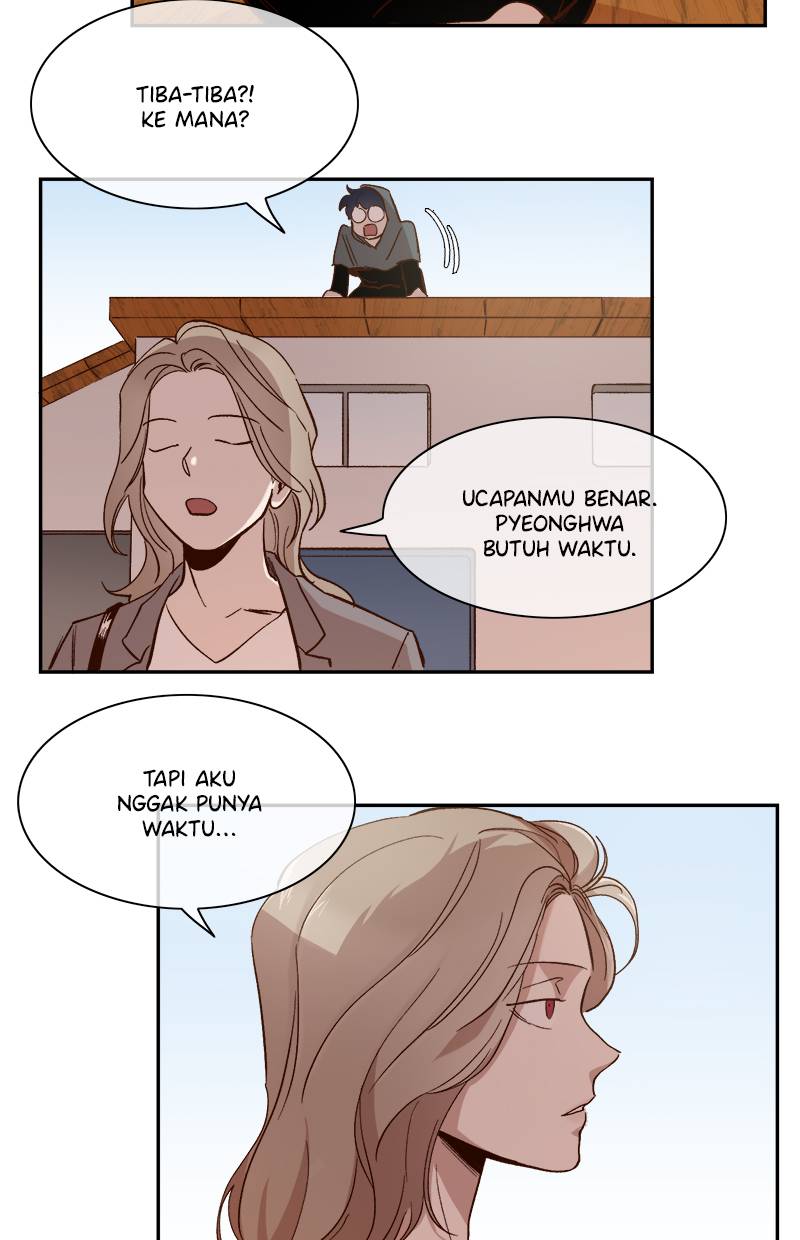 TIBA-TIBA?!
KE MANA?
UCAPANMU BENAR.
PYEONGHWA
BUTUH WAKTU.
TAPI AKU
NGGAK PUNYA
WAKTU...